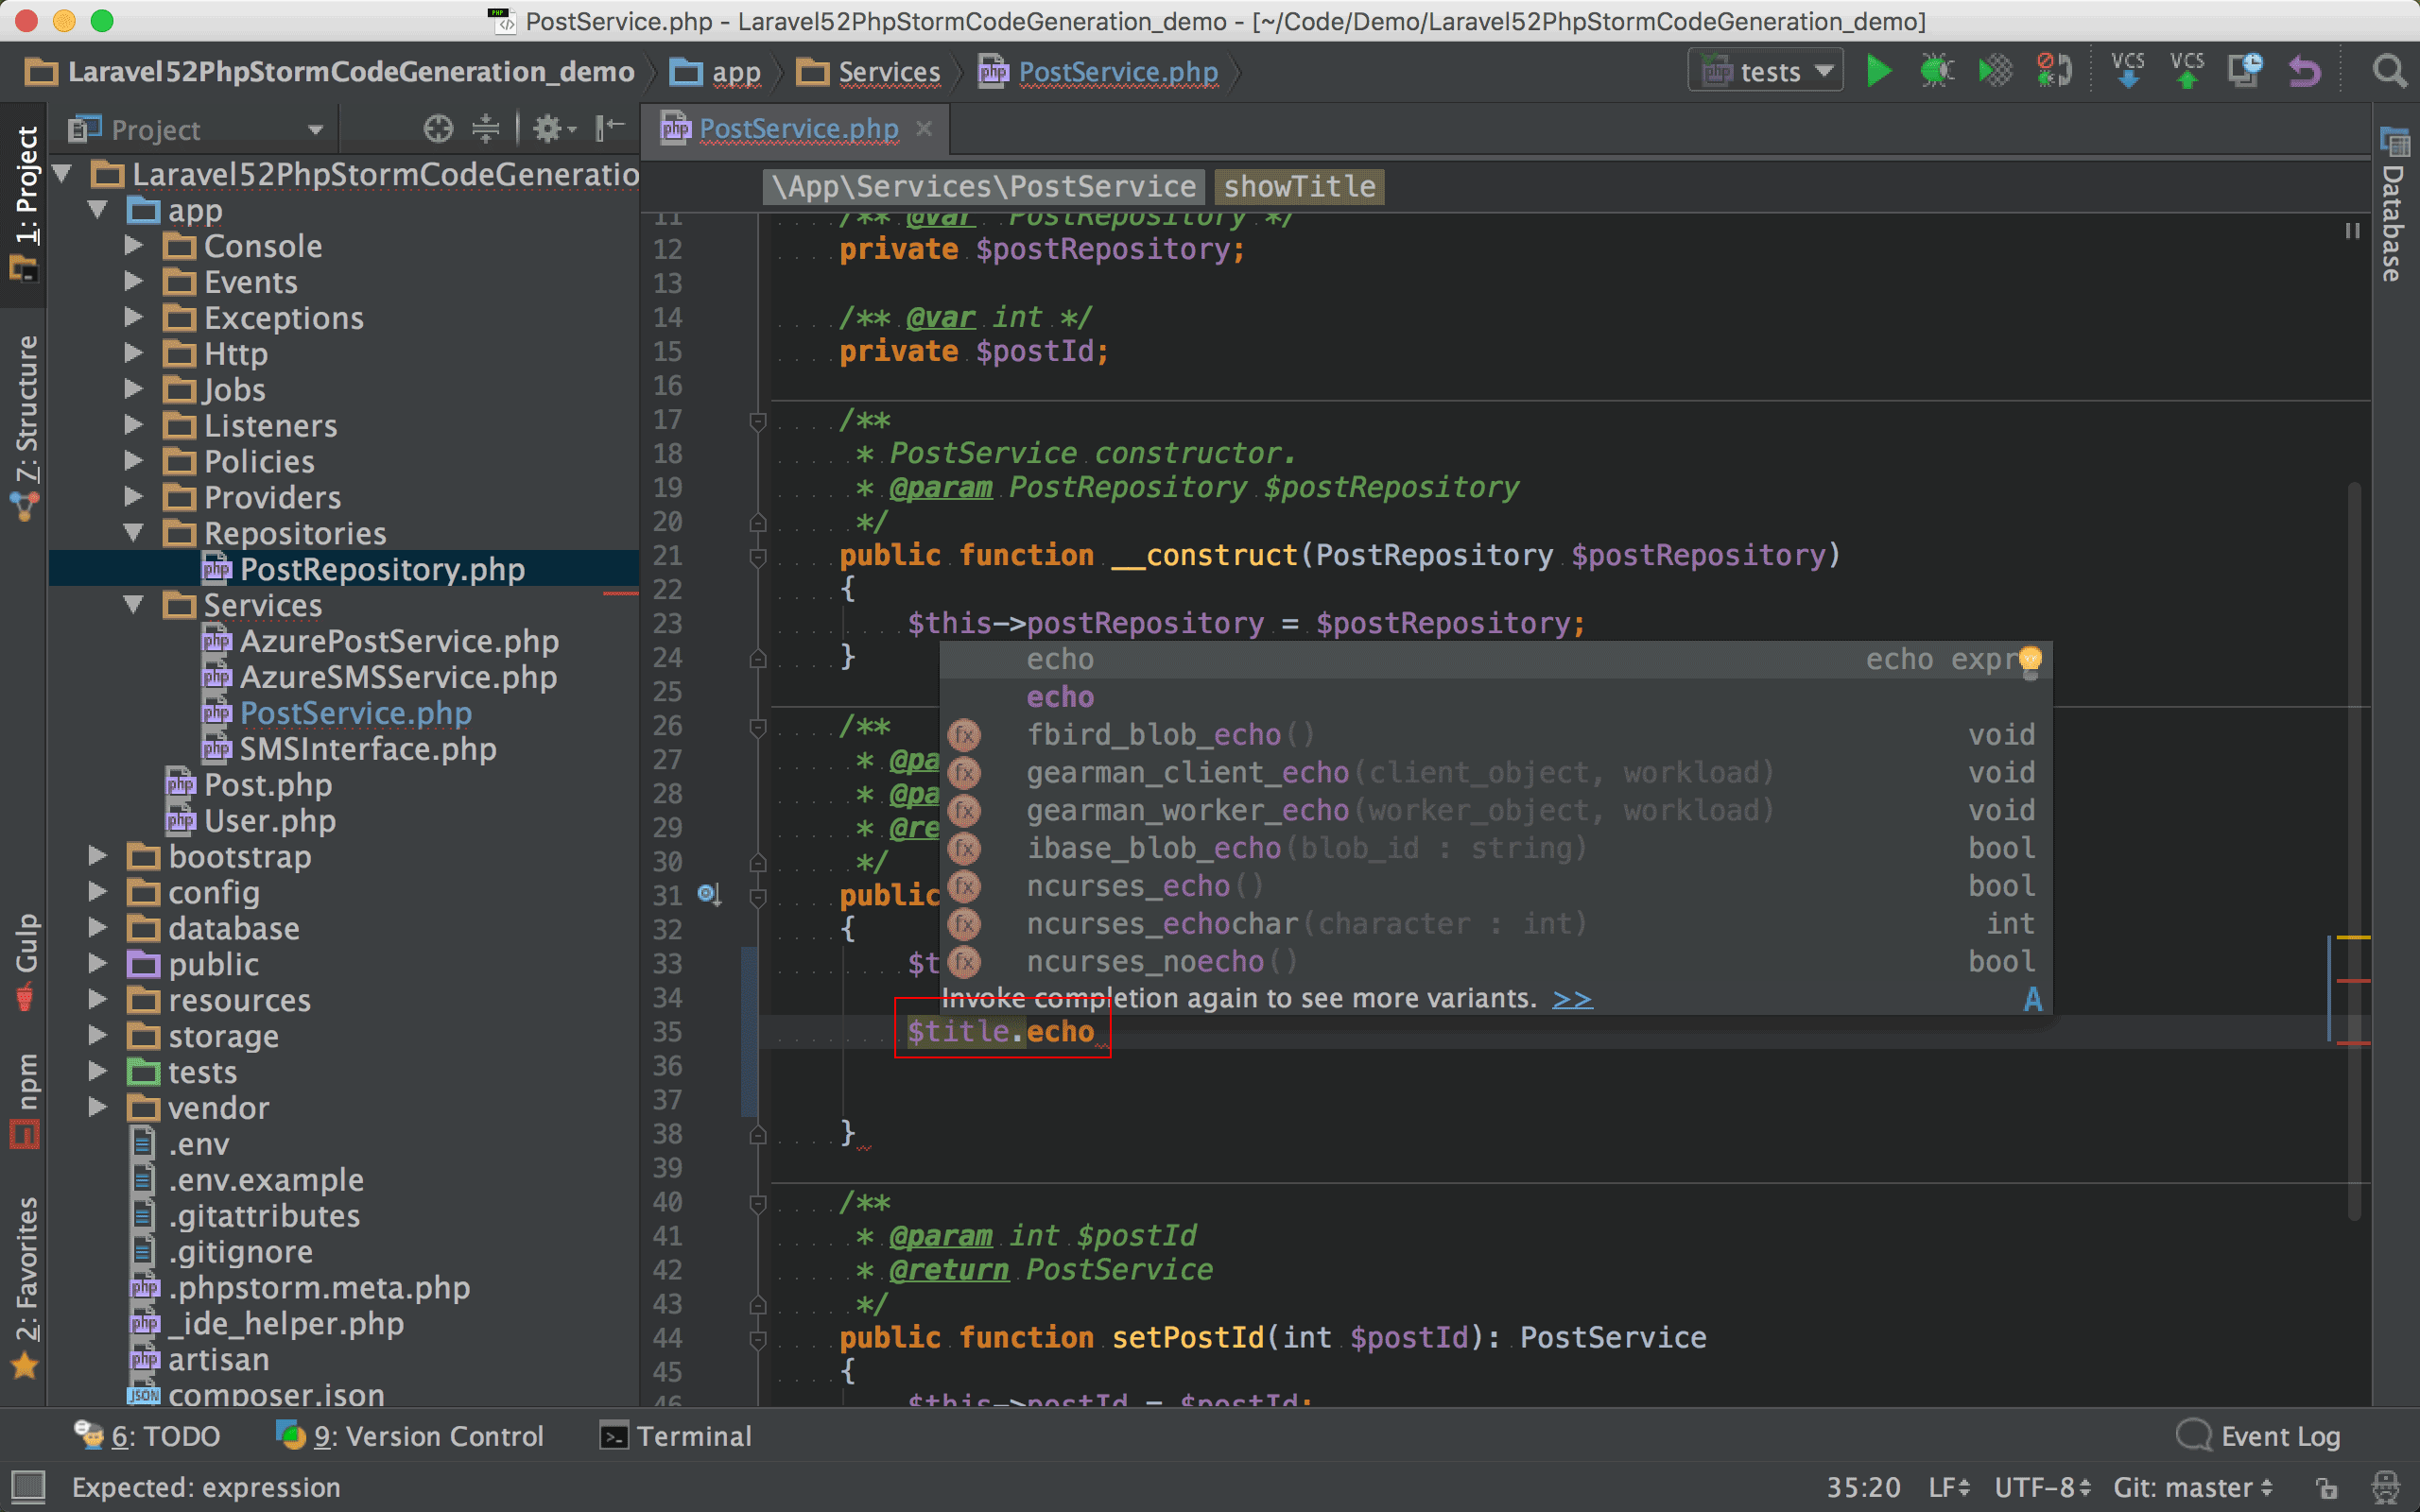 PostService.php - Laravel52PhpStormCodeGeneration_demo - [~/Code/Demo/Laravel52PhpStormCodeGeneration_demo]
Laravel52PhpStormCodeGeneration_demo app Services PostService.php tests VCS VCS
1: Project
7: Structure
Gulp
npm
2: Favorites
Project
Laravel52PhpStormCodeGeneratio
app
Console
Events
Exceptions
Http
Jobs
Listeners
Policies
Providers
Repositories
PostRepository.php
Services
AzurePostService.php
AzureSMSService.php
PostService.php
SMSInterface.php
Post.php
User.php
bootstrap
config
database
public
resources
storage
tests
vendor
.env
.env.example
.gitattributes
.gitignore
.phpstorm.meta.php
_ide_helper.php
artisan
composer.json
PostService.php
\App\Services\PostService showTitle
11 /** @var PostRepository */
12 private $postRepository;
13
14 /** @var int */
15 private $postId;
16
17 /**
18 * PostService constructor.
19 * @param PostRepository $postRepository
20 */
21 public function __construct(PostRepository $postRepository)
22 {
23 $this->postRepository = $postRepository;
24 }
25
26 /**
27 * @pa
28 * @pa
29 * @re
30 */
31 public
32 {
33 $t
34
35 $title.echo
36
37
38 }
39
40 /**
41 * @param int $postId
42 * @return PostService
43 */
44 public function setPostId(int $postId): PostService
45 {
46 $this->postId = $postId;
echo echo expr
echo
fbird_blob_echo() void
gearman_client_echo(client_object, workload) void
gearman_worker_echo(worker_object, workload) void
ibase_blob_echo(blob_id : string) bool
ncurses_echo() bool
ncurses_echochar(character : int) int
ncurses_noecho() bool
Invoke completion again to see more variants. >>
Database
6: TODO 9: Version Control Terminal Event Log
Expected: expression 35:20 LF UTF-8 Git: master